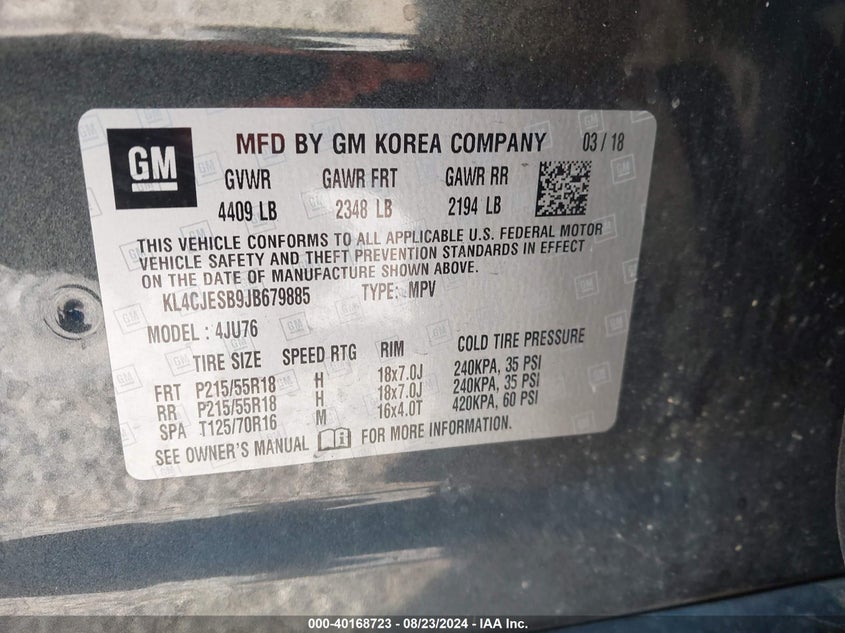 GM
MFD BY GM KOREA COMPANY 03 / 18
GVWR GAWR FRT GAWR RR
4409 LB 2348 LB 2194 LB
THIS VEHICLE CONFORMS TO ALL APPLICABLE U.S. FEDERAL MOTOR
VEHICLE SAFETY AND THEFT PREVENTION STANDARDS IN EFFECT
ON THE DATE OF MANUFACTURE SHOWN ABOVE.
KL4CJESB9JB679885 TYPE: MPV
MODEL : 4JU76
TIRE SIZE SPEED RTG RIM COLD TIRE PRESSURE
FRT P215/55R18 H 18x7.0J 240KPA, 35 PSI
RR P215/55R18 H 18x7.0J 240KPA, 35 PSI
SPA T125/70R16 M 16x4.0T 420KPA, 60 PSI
SEE OWNER'S MANUAL FOR MORE INFORMATION.
000-40168723 - 08/23/2024 - IAA Inc.